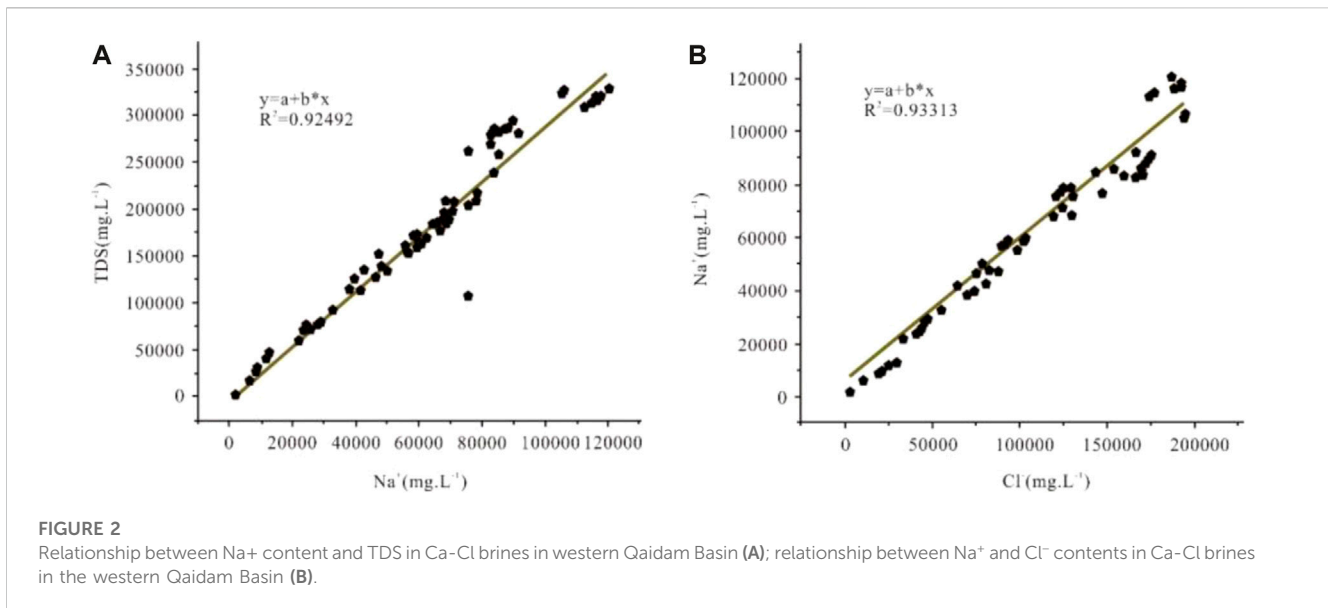 A
TDS(mg.L⁻¹)
350000
300000
250000
200000
150000
100000
50000
0
y=a+b*x
R²=0.92492
0 20000 40000 60000 80000 100000 120000
Na⁺(mg.L⁻¹)
B
Na⁺(mg.L⁻¹)
120000
100000
80000
60000
40000
20000
0
y=a+b*x
R²=0.93313
0 50000 100000 150000 200000
Cl⁻(mg.L⁻¹)
FIGURE 2
Relationship between Na+ content and TDS in Ca-Cl brines in western Qaidam Basin (A); relationship between Na⁺ and Cl⁻ contents in Ca-Cl brines
in the western Qaidam Basin (B).